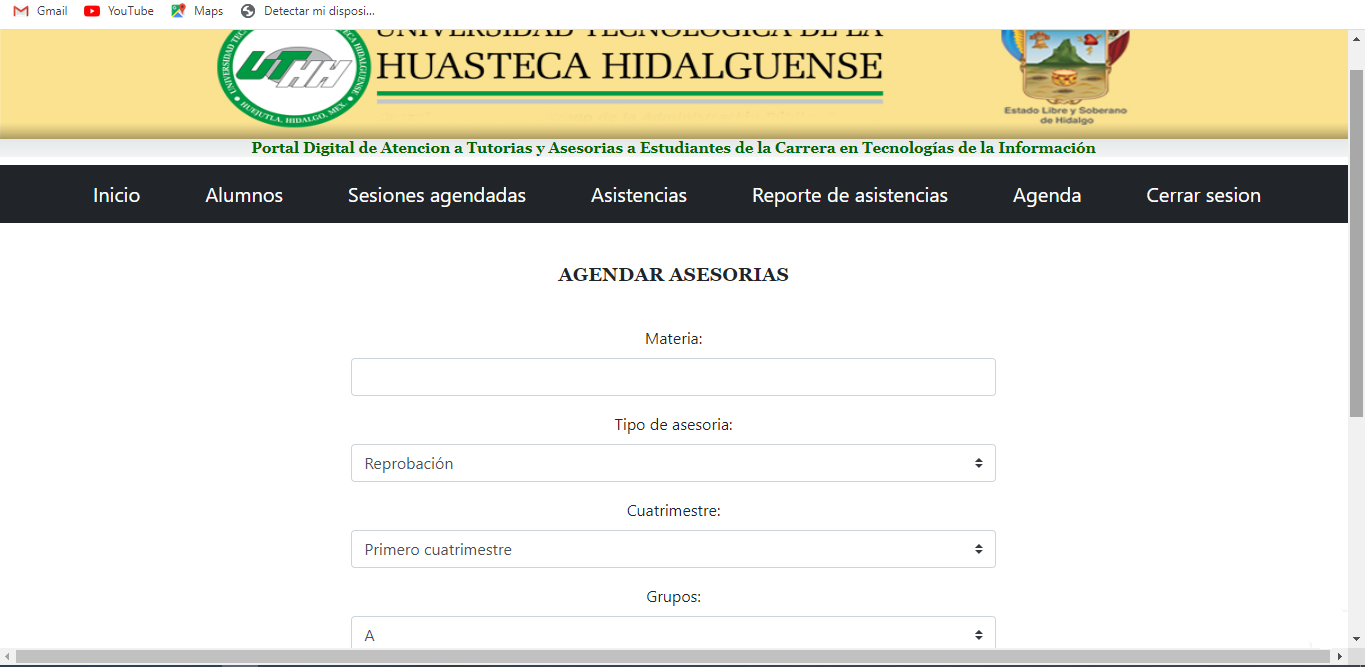 Gmail YouTube Maps Detectar mi disposi...
UNIVERSIDAD TECNOLOGICA DE LA
HUASTECA HIDALGUENSE
UNIVERSIDAD TECNOLOGICA DE LA HUASTECA HIDALGUENSE
UTHH
HUEJUTLA, HIDALGO, MEX.
Estado Libre y Soberano
de Hidalgo
Portal Digital de Atencion a Tutorias y Asesorias a Estudiantes de la Carrera en Tecnologías de la Información
Inicio Alumnos Sesiones agendadas Asistencias Reporte de asistencias Agenda Cerrar sesion
AGENDAR ASESORIAS
Materia:
Tipo de asesoria:
Reprobación
Cuatrimestre:
Primero cuatrimestre
Grupos:
A